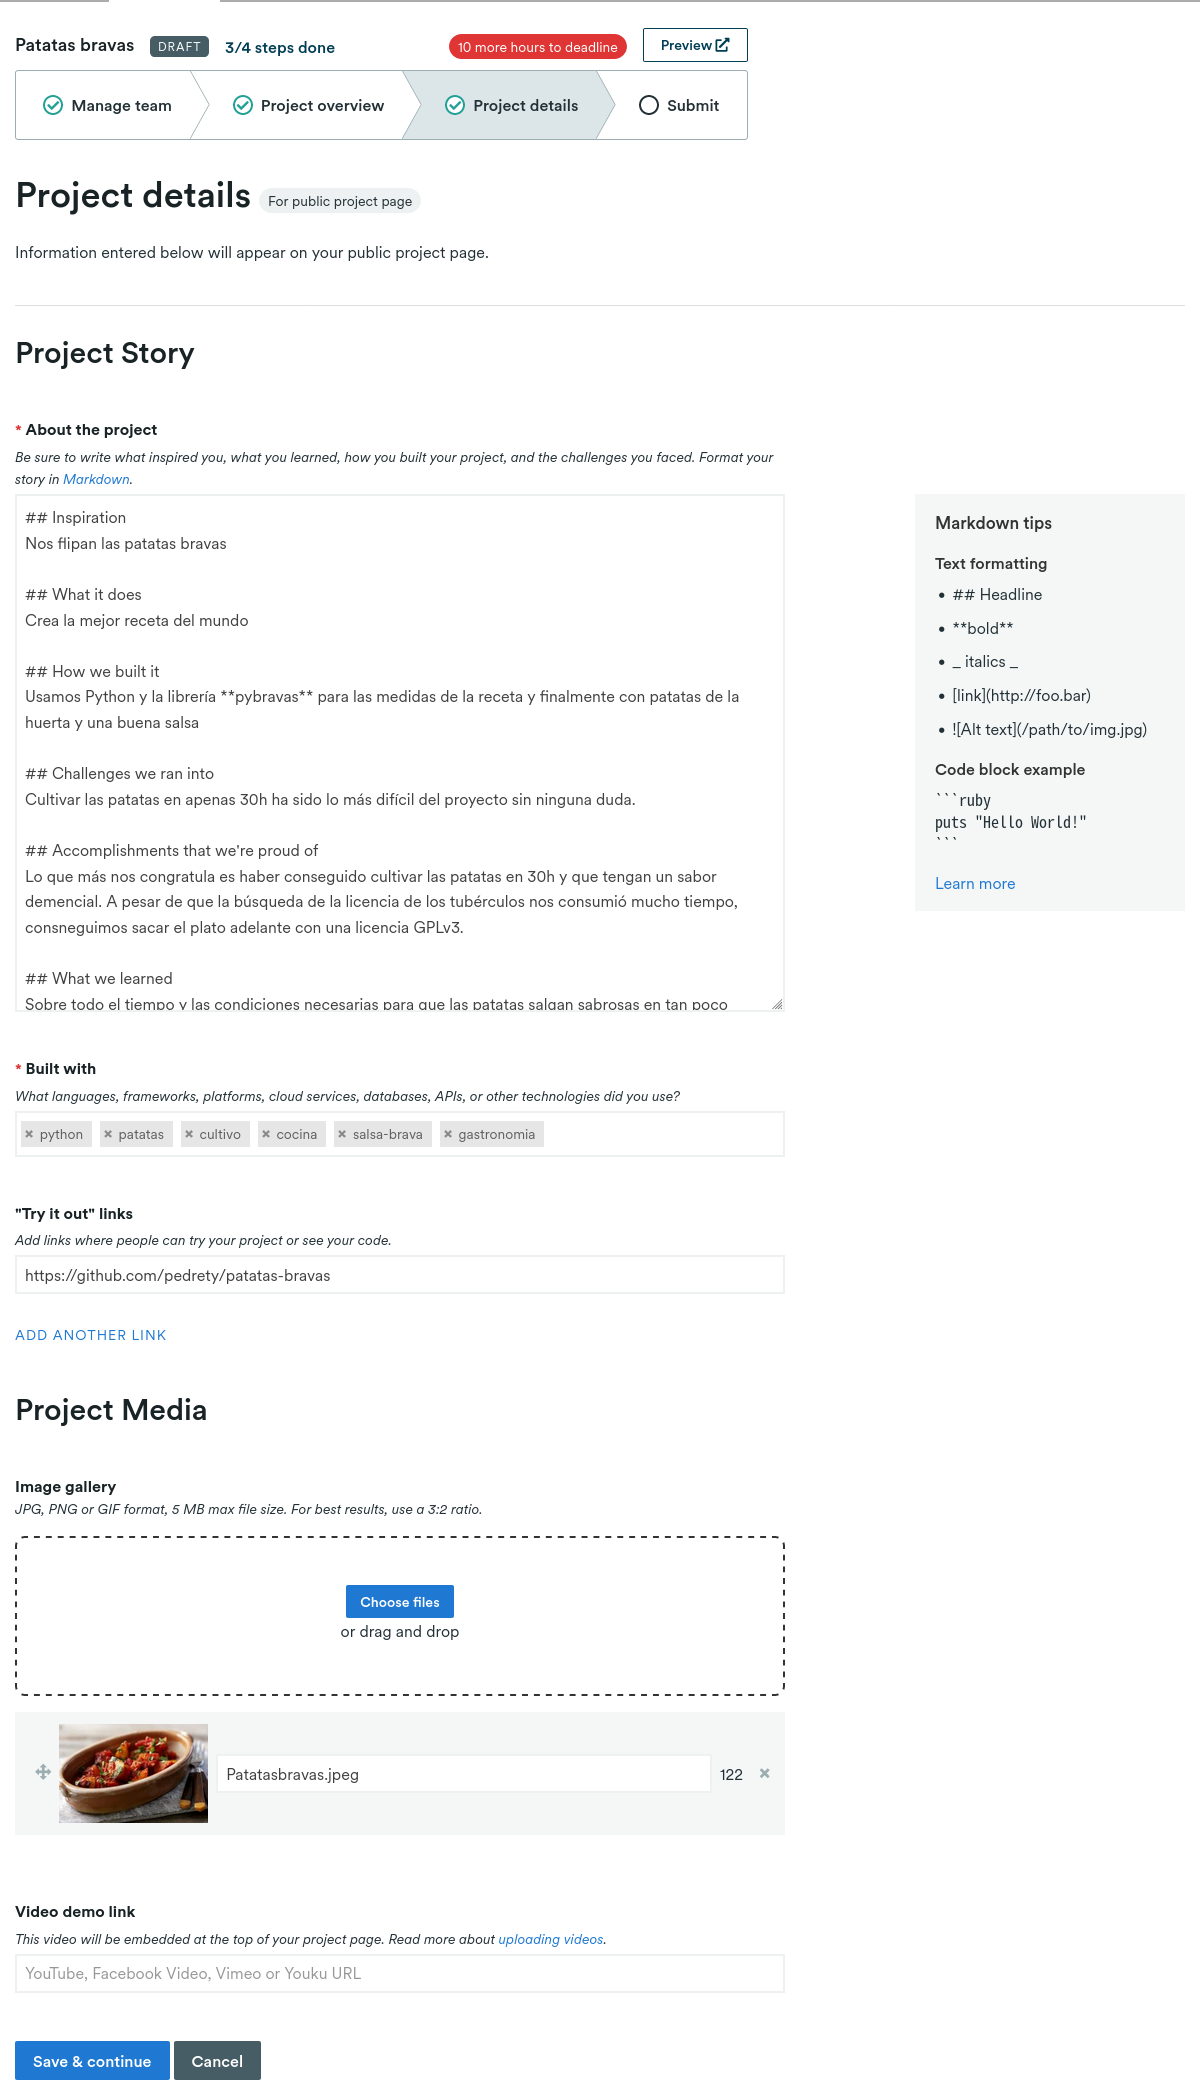 Patatas bravas DRAFT 3/4 steps done 10 more hours to deadline Preview
Manage team Project overview Project details Submit
Project details For public project page
Information entered below will appear on your public project page.
Project Story
* About the project
Be sure to write what inspired you, what you learned, how you built your project, and the challenges you faced. Format your
story in Markdown.
## Inspiration
Nos flipan las patatas bravas
## What it does
Crea la mejor receta del mundo
## How we built it
Usamos Python y la librería **pybravas** para las medidas de la receta y finalmente con patatas de la
huerta y una buena salsa
## Challenges we ran into
Cultivar las patatas en apenas 30h ha sido lo más difícil del proyecto sin ninguna duda.
## Accomplishments that we're proud of
Lo que más nos congratula es haber conseguido cultivar las patatas en 30h y que tengan un sabor
demencial. A pesar de que la búsqueda de la licencia de los tubérculos nos consumió mucho tiempo,
consneguimos sacar el plato adelante con una licencia GPLv3.
## What we learned
Sobre todo el tiempo y las condiciones necesarias para que las patatas salgan sabrosas en tan poco
Markdown tips
Text formatting
• ## Headline
• **bold**
• _ italics _
• [link](http://foo.bar)
• ![Alt text](/path/to/img.jpg)
Code block example
```ruby
puts "Hello World!"
```
Learn more
* Built with
What languages, frameworks, platforms, cloud services, databases, APIs, or other technologies did you use?
× python × patatas × cultivo × cocina × salsa-brava × gastronomia
"Try it out" links
Add links where people can try your project or see your code.
https://github.com/pedrety/patatas-bravas
ADD ANOTHER LINK
Project Media
Image gallery
JPG, PNG or GIF format, 5 MB max file size. For best results, use a 3:2 ratio.
Choose files
or drag and drop
Patatasbravas.jpeg 122 ×
Video demo link
This video will be embedded at the top of your project page. Read more about uploading videos.
YouTube, Facebook Video, Vimeo or Youku URL
Save & continue Cancel